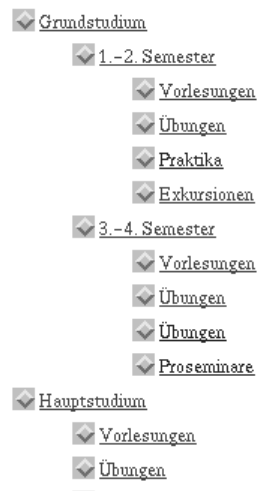 Grundstudium
1.-2. Semester
Vorlesungen
Übungen
Praktika
Exkursionen
3.-4. Semester
Vorlesungen
Übungen
Übungen
Proseminare
Hauptstudium
Vorlesungen
Übungen